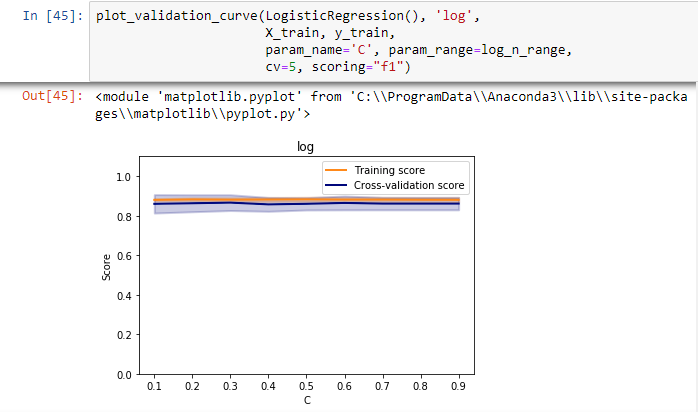 In [45]: plot_validation_curve(LogisticRegression(), 'log',
X_train, y_train,
param_name='C', param_range=log_n_range,
cv=5, scoring="f1")
Out[45]: <module 'matplotlib.pyplot' from 'C:\\ProgramData\\Anaconda3\\lib\\site-packa
ges\\matplotlib\\pyplot.py'>
log
Training score
Cross-validation score
1.0
0.8
0.6
0.4
0.2
0.0
Score
0.1 0.2 0.3 0.4 0.5 0.6 0.7 0.8 0.9
C